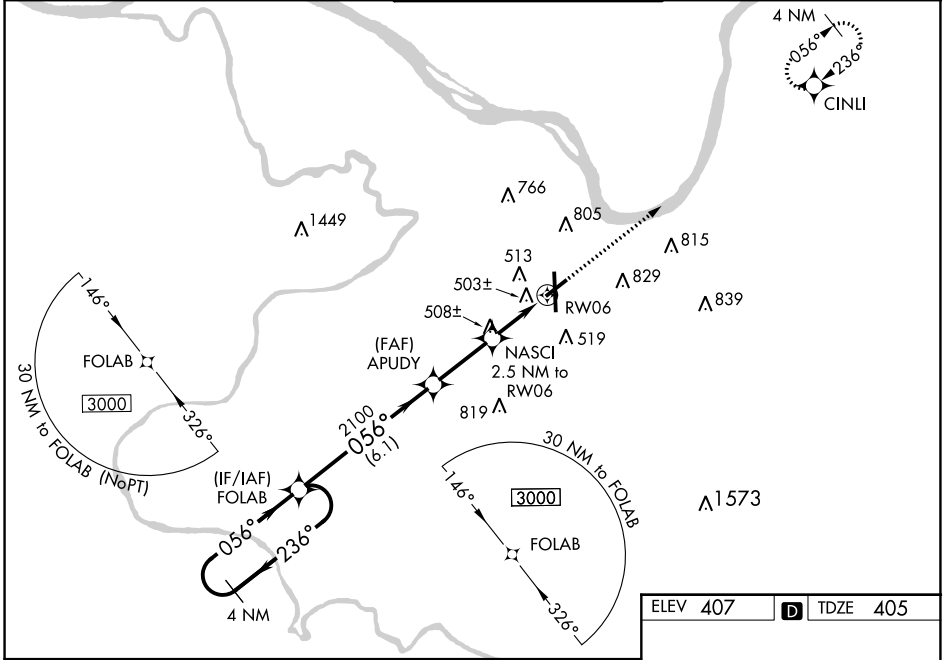 4 NM
056°
236°
CINLI
766
805
1449
815
513
829
503±
839
RW06
508±
519
146°
FOLAB
3000
326°
30 NM to FOLAB (NoPT)
(FAF)
APUDY
NASCI
2.5 NM to
RW06
819
2100
056°
(6.1)
(IF/IAF)
FOLAB
056°
236°
4 NM
30 NM to FOLAB
146°
3000
FOLAB
326°
1573
ELEV 407 D TDZE 405